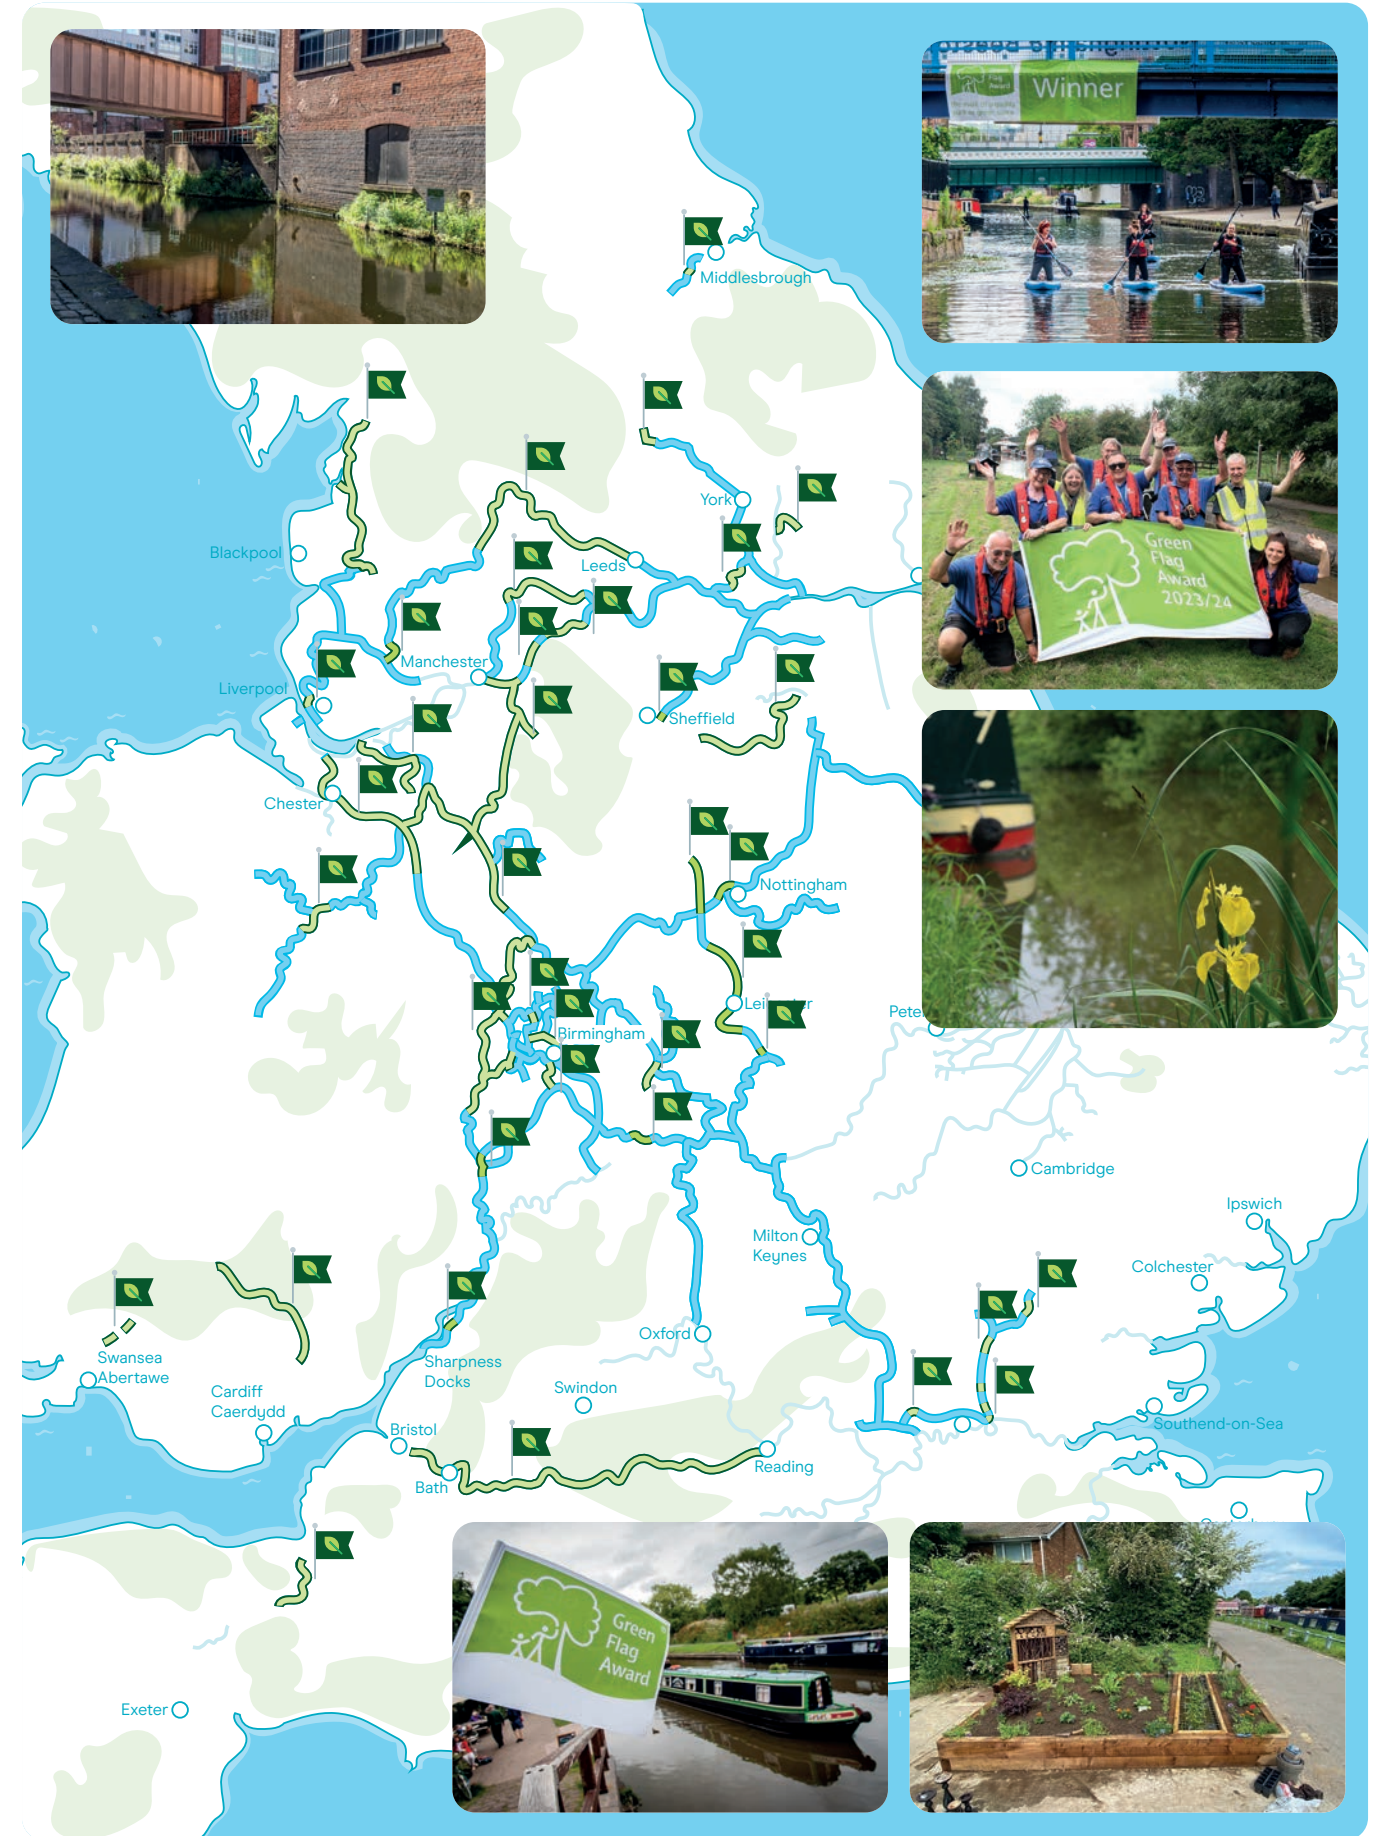 Flag
Award
Winner
Middlesbrough
York
Blackpool
Leeds
Green
Flag
Award
2023/24
Manchester
Liverpool
Sheffield
Chester
Nottingham
Birmingham
Cambridge
Ipswich
Milton
Keynes
Colchester
Oxford
Swansea
Abertawe
Sharpness
Docks
Cardiff
Caerdydd
Swindon
Southend-on-Sea
Bristol
Reading
Bath
Green
Flag
Award
Exeter